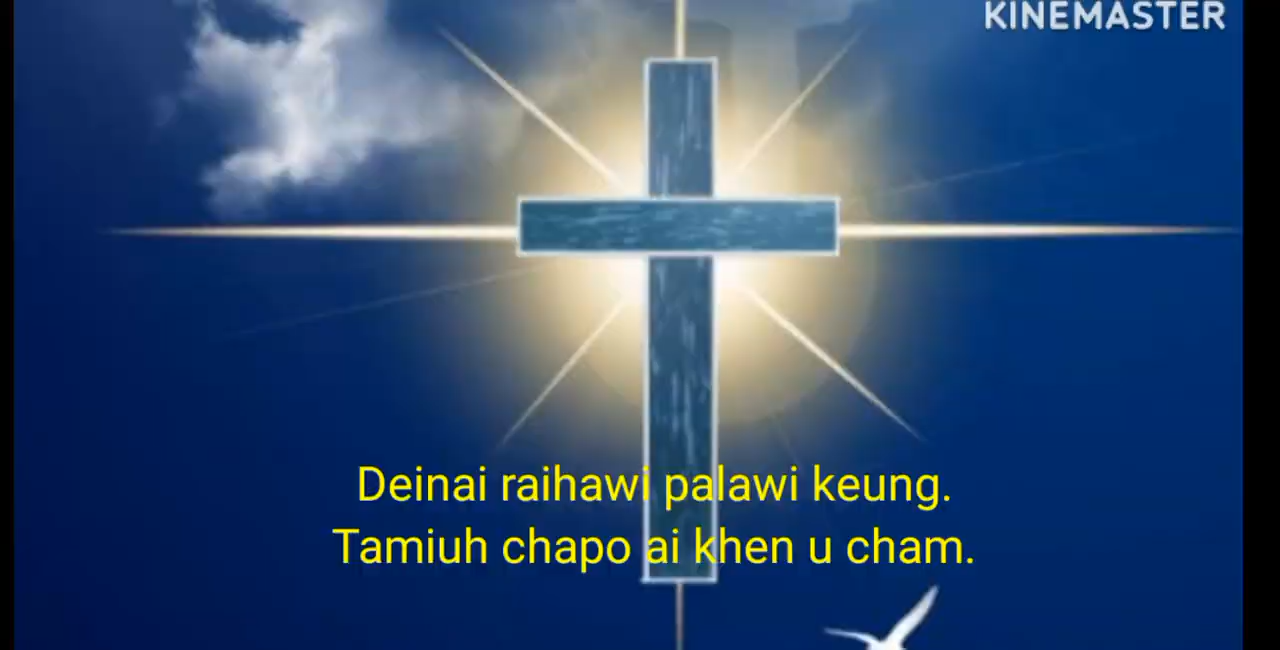 KINEMASTER
Deinai raihawi palawi keung.
Tamiuh chapo ai khen u cham.